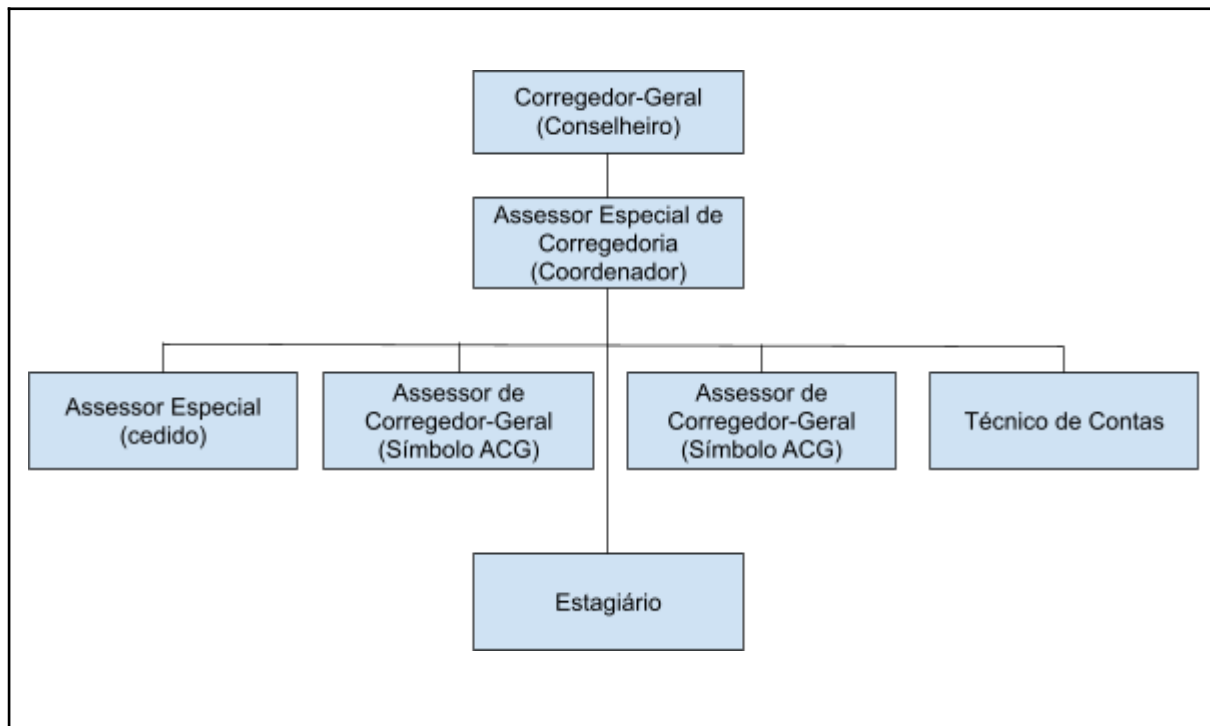 Corregedor-Geral
(Conselheiro)
Assessor Especial de
Corregedoria
(Coordenador)
Assessor Especial
(cedido)
Assessor de
Corregedor-Geral
(Símbolo ACG)
Assessor de
Corregedor-Geral
(Símbolo ACG)
Técnico de Contas
Estagiário